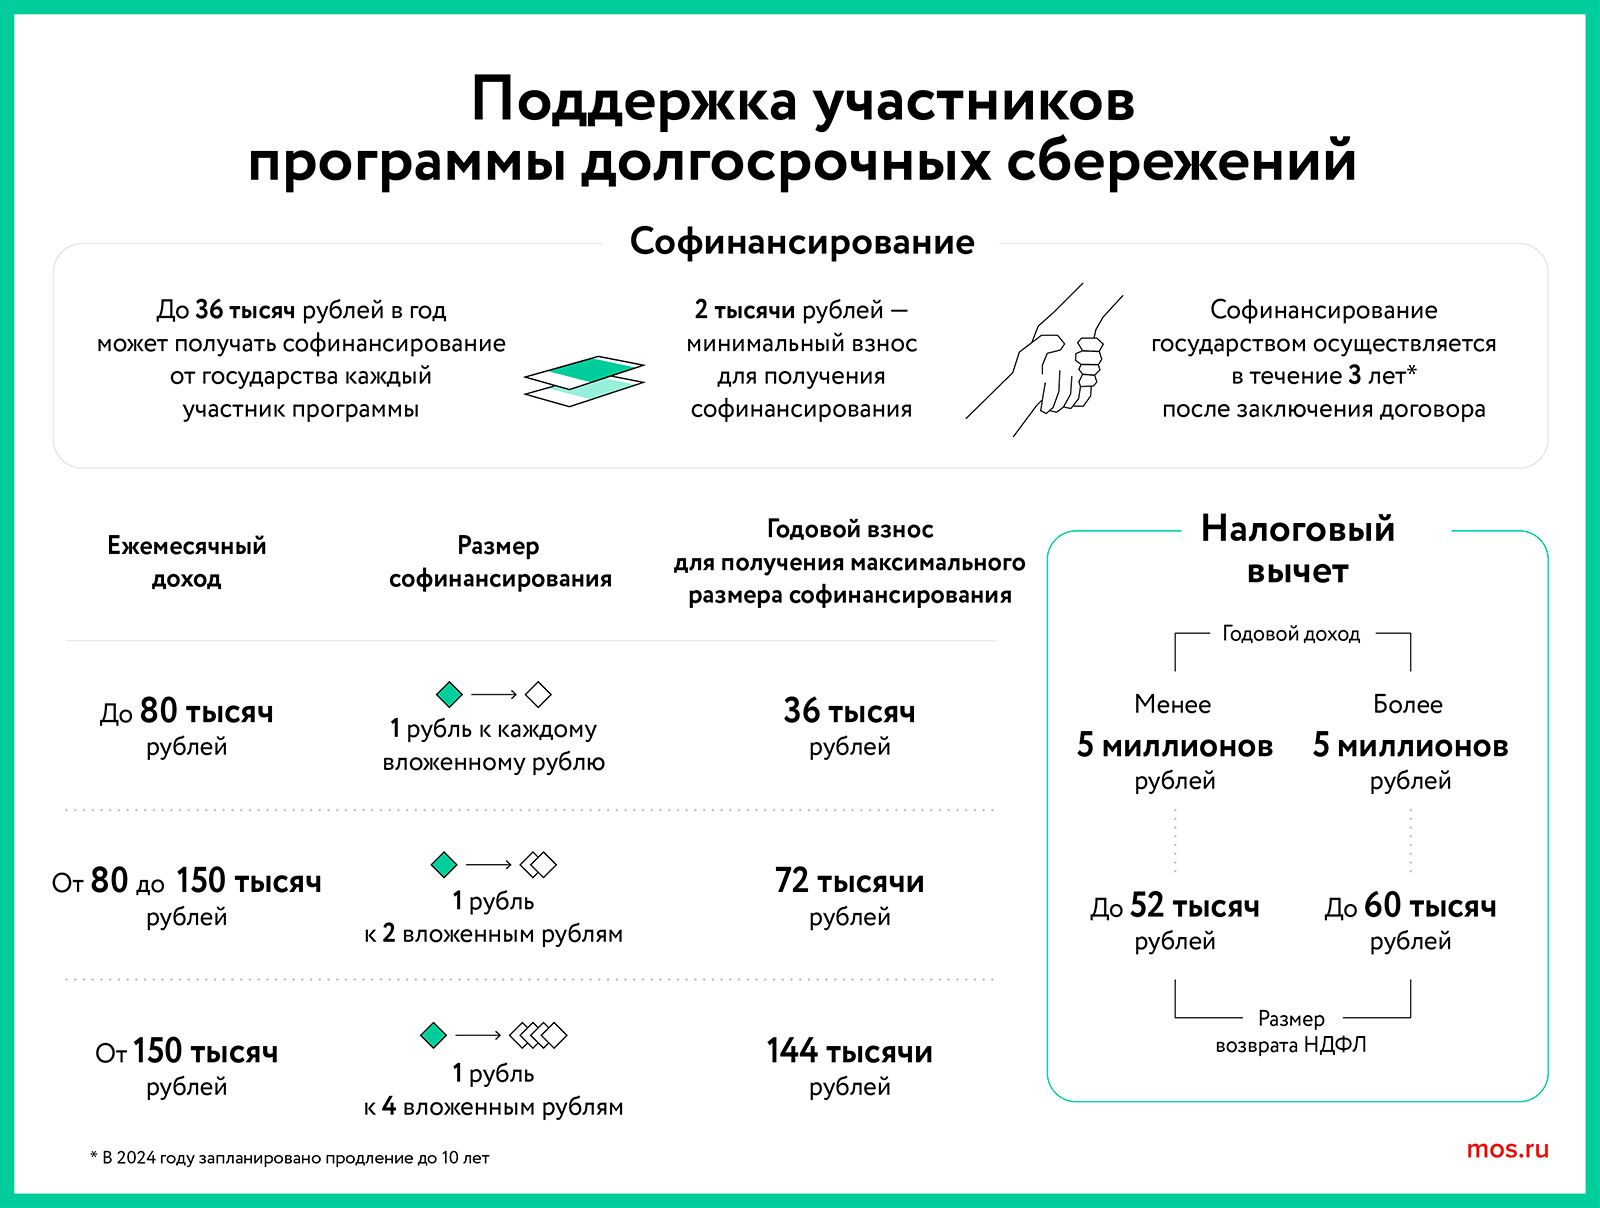 Поддержка участников
программы долгосрочных сбережений
Софинансирование
До 36 тысяч рублей в год
может получать софинансирование
от государства каждый
участник программы
2 тысячи рублей —
минимальный взнос
для получения
софинансирования
Софинансирование
государством осуществляется
в течение 3 лет*
после заключения договора
Ежемесячный
доход
Размер
софинансирования
Годовой взнос
для получения максимального
размера софинансирования
До 80 тысяч
рублей
1 рубль к каждому
вложенному рублю
36 тысяч
рублей
От 80 до 150 тысяч
рублей
1 рубль
к 2 вложенным рублям
72 тысячи
рублей
От 150 тысяч
рублей
1 рубль
к 4 вложенным рублям
144 тысячи
рублей
Налоговый
вычет
Годовой доход
Менее
5 миллионов
рублей
Более
5 миллионов
рублей
До 52 тысяч
рублей
До 60 тысяч
рублей
Размер
возврата НДФЛ
* В 2024 году запланировано продление до 10 лет
mos.ru